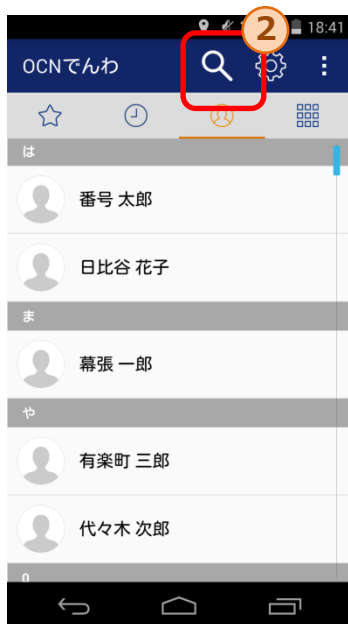 2
18:41
OCNでんわ
は
番号 太郎
日比谷 花子
ま
幕張 一郎
や
有楽町 三郎
代々木 次郎
0